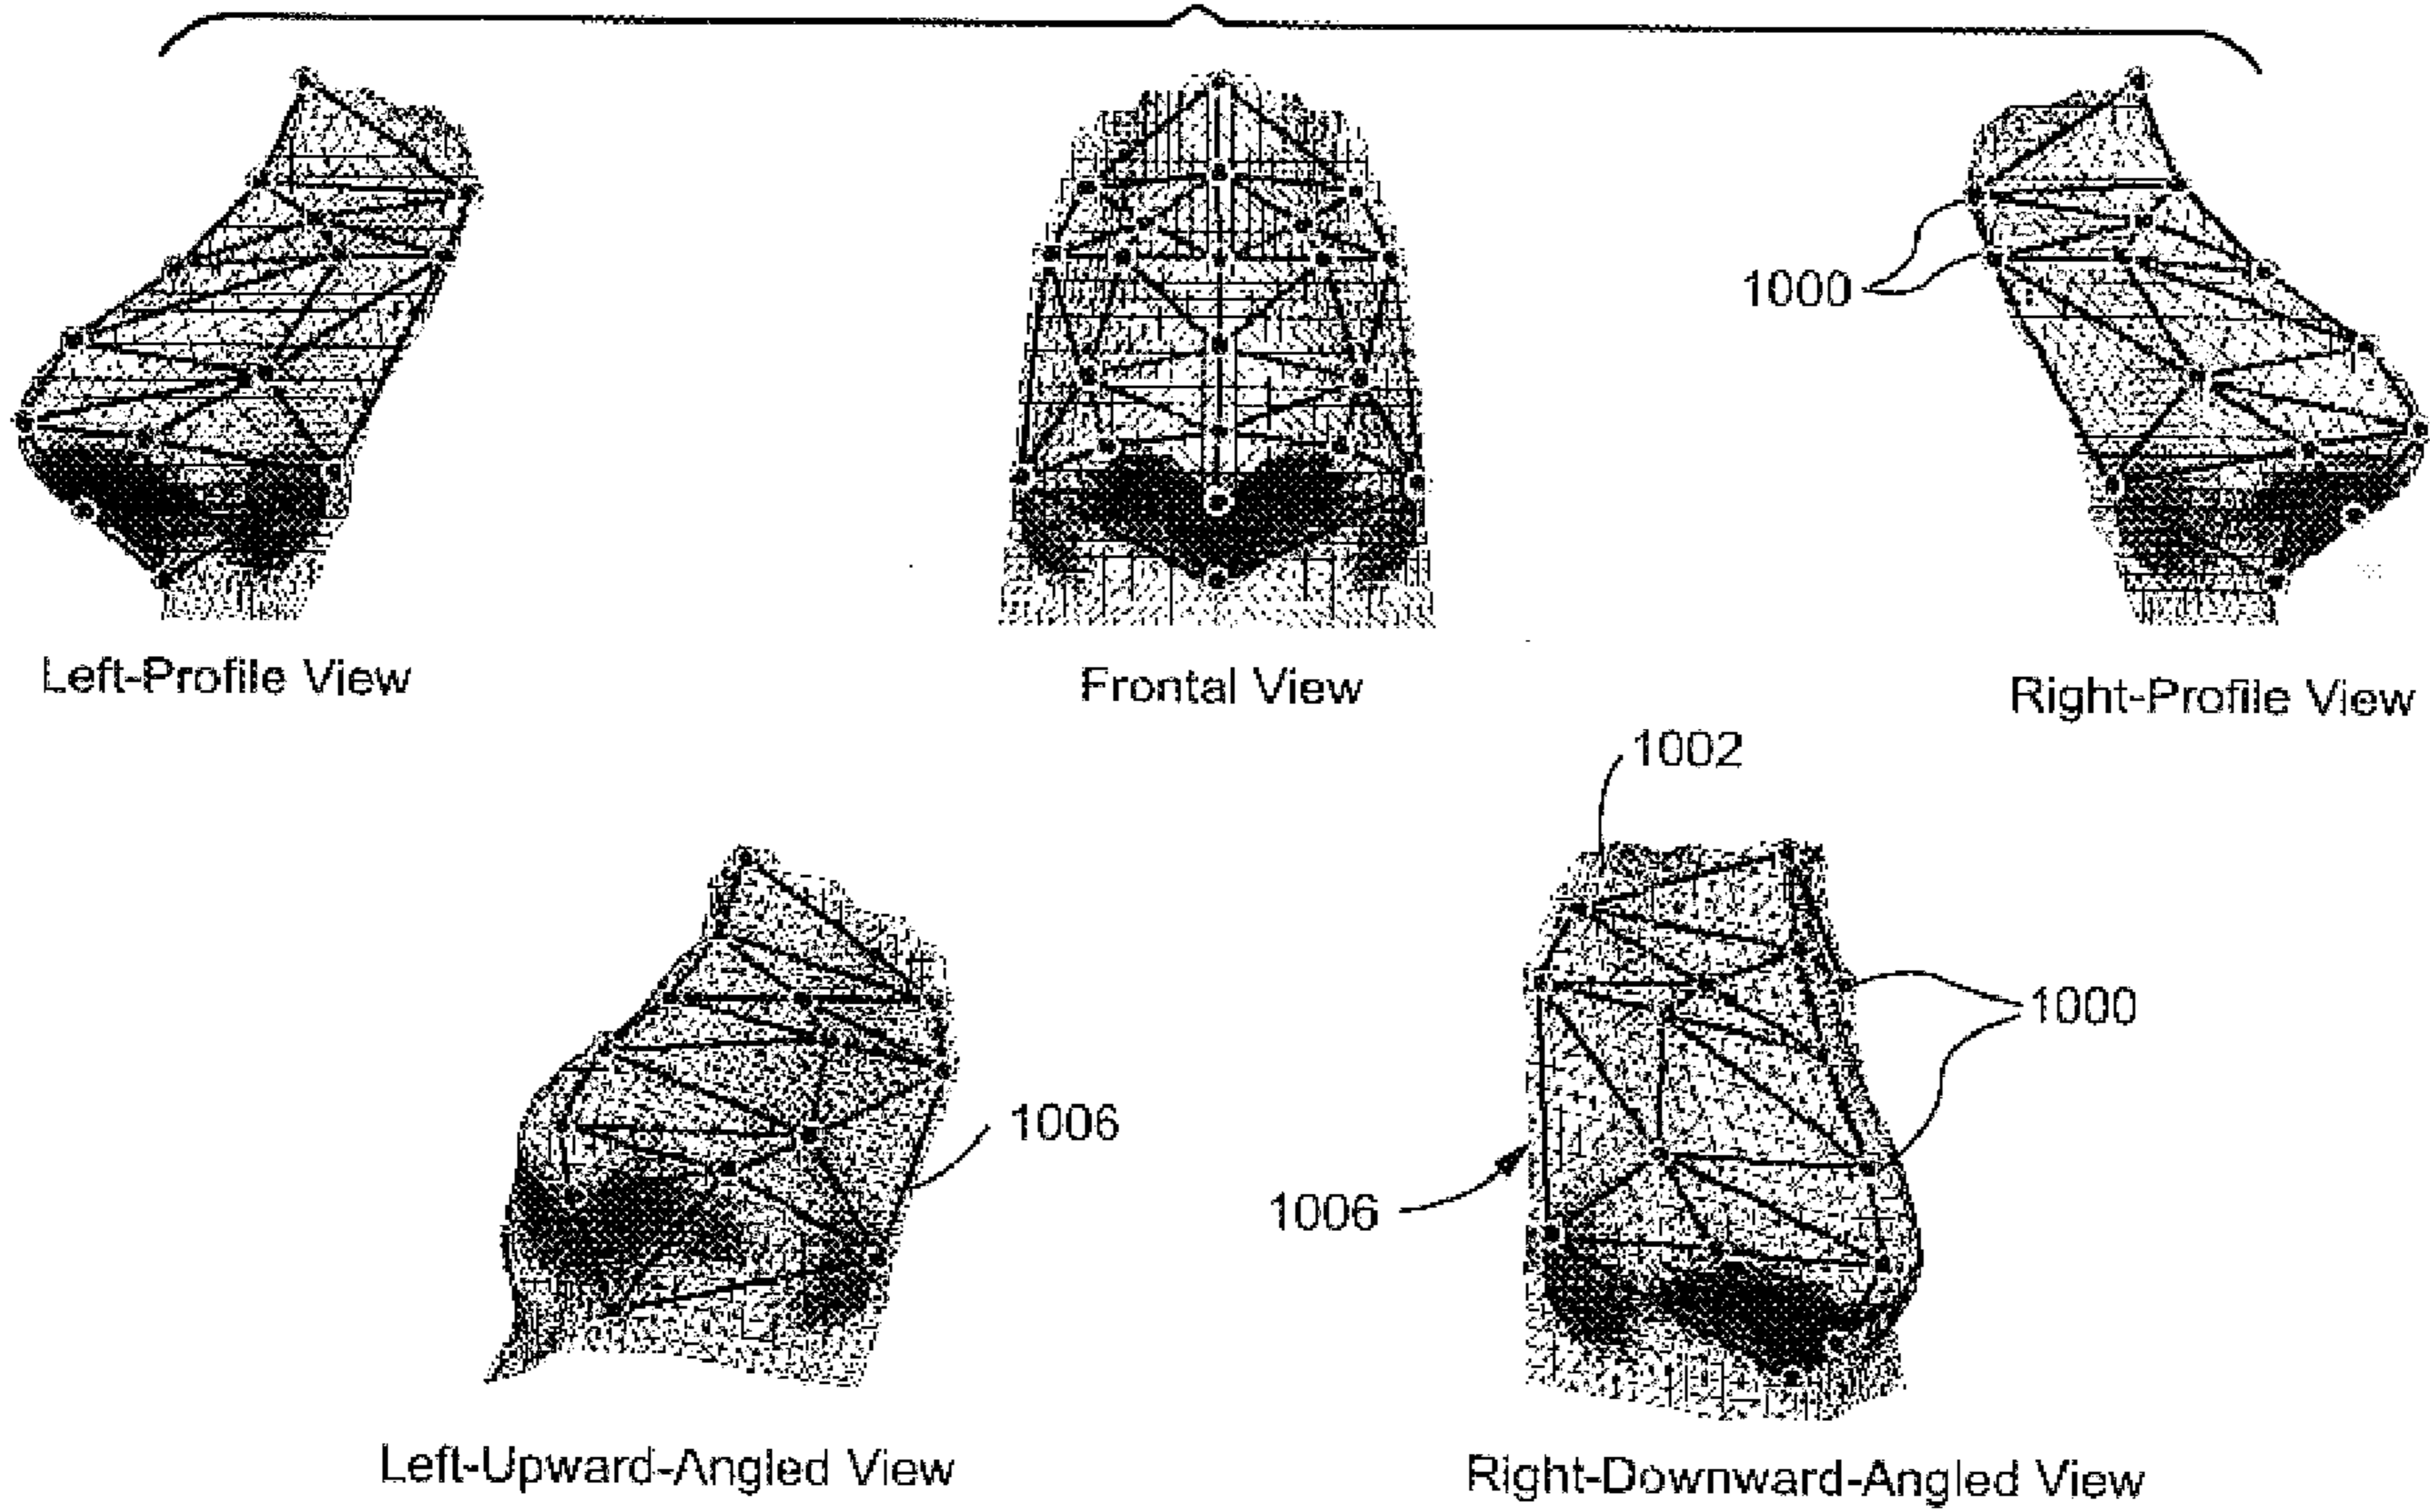 1000
Left-Profile View
Frontal View
Right-Profile View
1002
1000
1006
1006
Left-Upward-Angled View
Right-Downward-Angled View